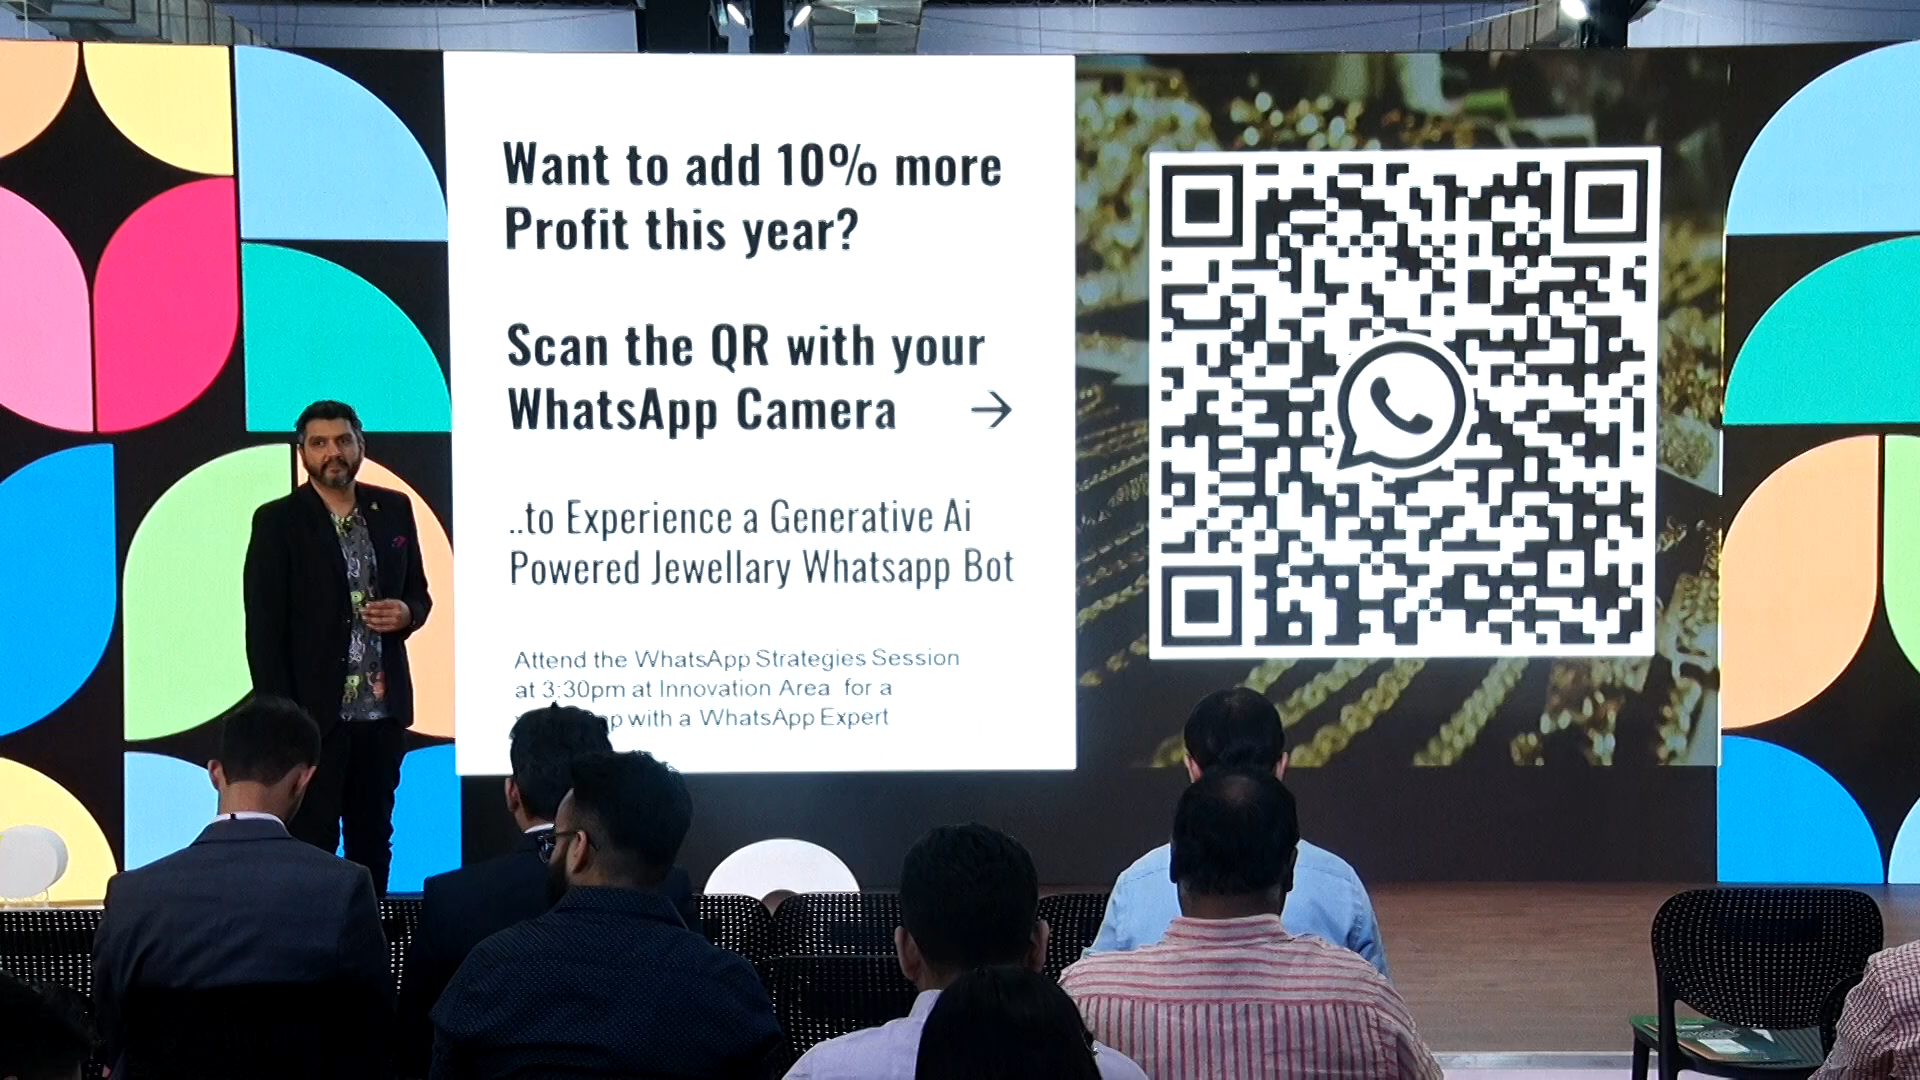 Want to add 10% more
Profit this year?
Scan the QR with your
WhatsApp Camera →
..to Experience a Generative Ai
Powered Jewellary Whatsapp Bot
Attend the WhatsApp Strategies Session
at 3:30pm at Innovation Area for a
with a WhatsApp Expert